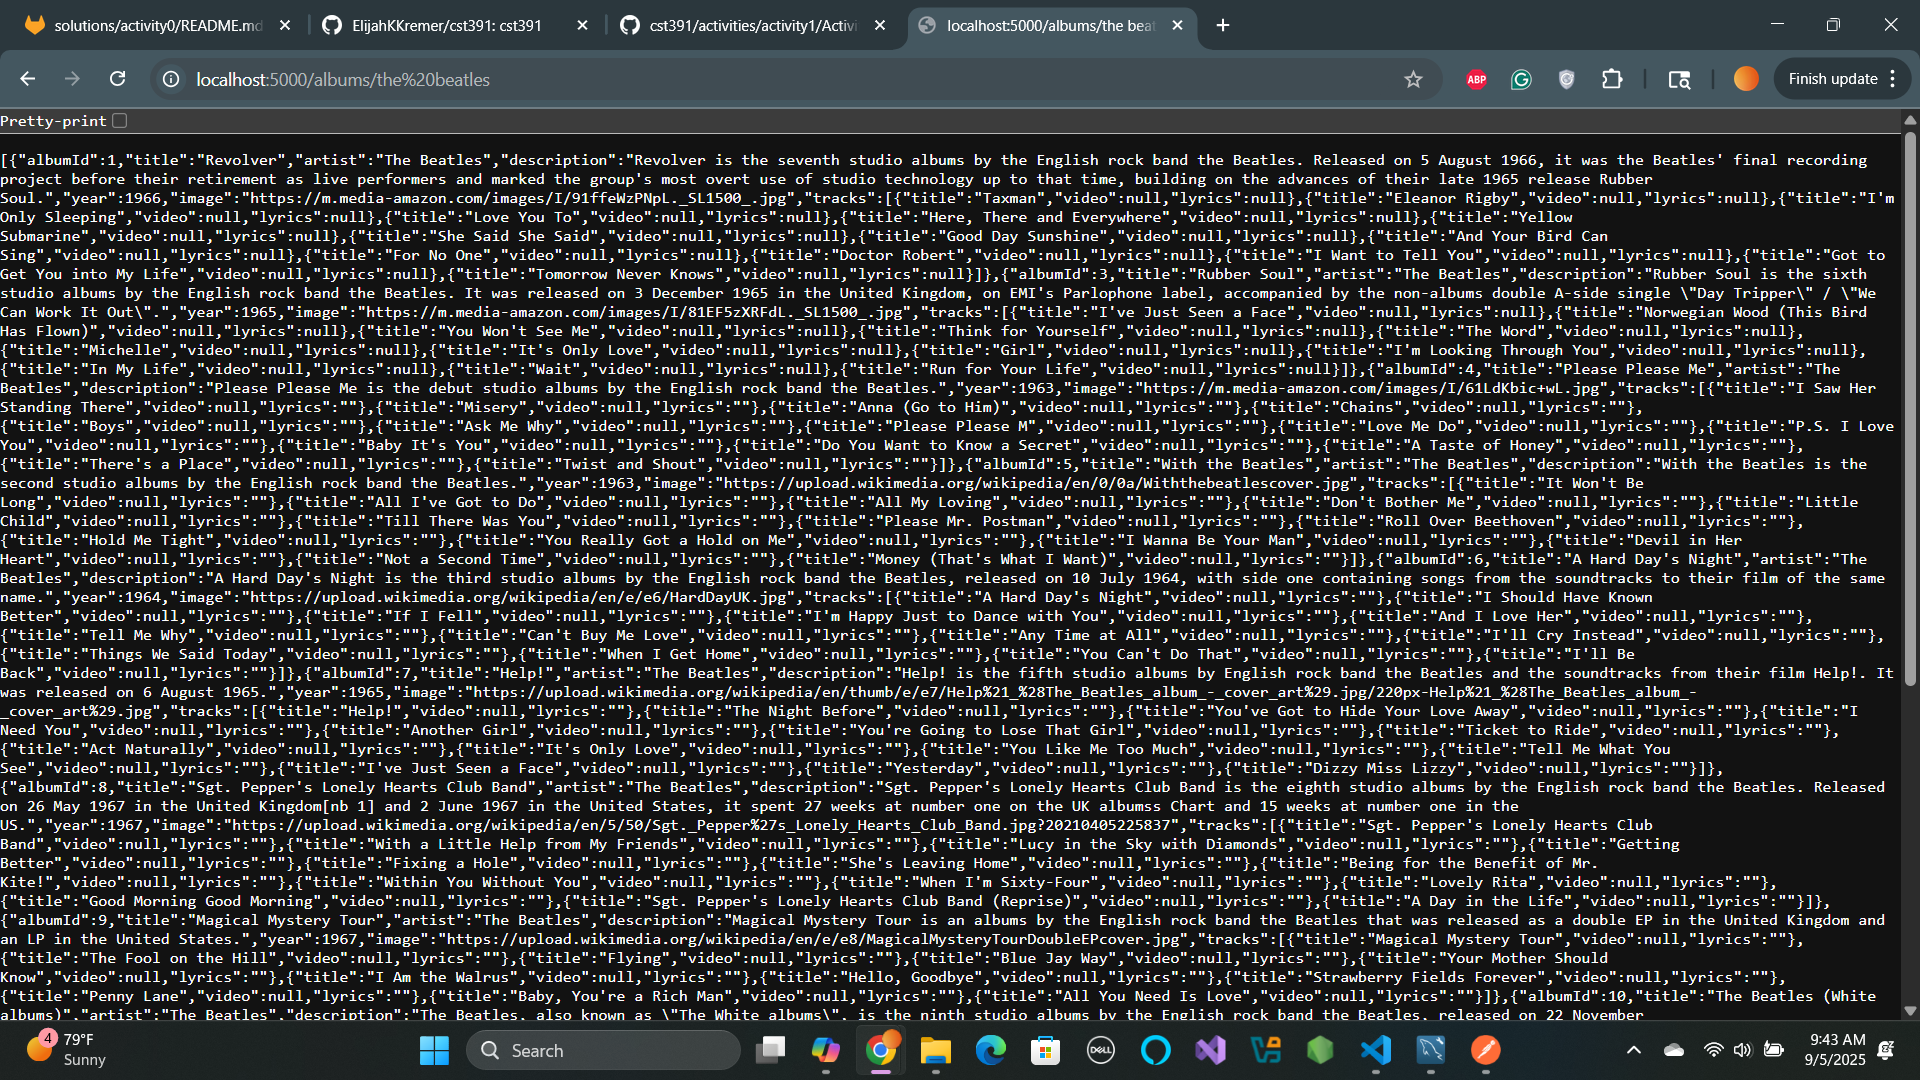 solutions/activity0/README.md
ElijahKKremer/cst391: cst391
cst391/activities/activity1/Activi
localhost:5000/albums/the beat
localhost:5000/albums/the%20beatles
ABP
Finish update
Pretty-print
[{"albumId":1,"title":"Revolver","artist":"The Beatles","description":"Revolver is the seventh studio albums by the English rock band the Beatles. Released on 5 August 1966, it was the Beatles' final recording
project before their retirement as live performers and marked the group's most overt use of studio technology up to that time, building on the advances of their late 1965 release Rubber
Soul.","year":1966,"image":"https://m.media-amazon.com/images/I/91ffeWzPNpL._SL1500_.jpg","tracks":[{"title":"Taxman","video":null,"lyrics":null},{"title":"Eleanor Rigby","video":null,"lyrics":null},{"title":"I'm
Only Sleeping","video":null,"lyrics":null},{"title":"Love You To","video":null,"lyrics":null},{"title":"Here, There and Everywhere","video":null,"lyrics":null},{"title":"Yellow
Submarine","video":null,"lyrics":null},{"title":"She Said She Said","video":null,"lyrics":null},{"title":"Good Day Sunshine","video":null,"lyrics":null},{"title":"And Your Bird Can
Sing","video":null,"lyrics":null},{"title":"For No One","video":null,"lyrics":null},{"title":"Doctor Robert","video":null,"lyrics":null},{"title":"I Want to Tell You","video":null,"lyrics":null},{"title":"Got to
Get You into My Life","video":null,"lyrics":null},{"title":"Tomorrow Never Knows","video":null,"lyrics":null}]},{"albumId":3,"title":"Rubber Soul","artist":"The Beatles","description":"Rubber Soul is the sixth
studio albums by the English rock band the Beatles. It was released on 3 December 1965 in the United Kingdom, on EMI's Parlophone label, accompanied by the non-albums double A-side single \"Day Tripper\" / \"We
Can Work It Out\".","year":1965,"image":"https://m.media-amazon.com/images/I/81EF5zXRFdL._SL1500_.jpg","tracks":[{"title":"I've Just Seen a Face","video":null,"lyrics":null},{"title":"Norwegian Wood (This Bird
Has Flown)","video":null,"lyrics":null},{"title":"You Won't See Me","video":null,"lyrics":null},{"title":"Think for Yourself","video":null,"lyrics":null},{"title":"The Word","video":null,"lyrics":null},
{"title":"Michelle","video":null,"lyrics":null},{"title":"It's Only Love","video":null,"lyrics":null},{"title":"Girl","video":null,"lyrics":null},{"title":"I'm Looking Through You","video":null,"lyrics":null},
{"title":"In My Life","video":null,"lyrics":null},{"title":"Wait","video":null,"lyrics":null},{"title":"Run for Your Life","video":null,"lyrics":null}]},{"albumId":4,"title":"Please Please Me","artist":"The
Beatles","description":"Please Please Me is the debut studio albums by the English rock band the Beatles.","year":1963,"image":"https://m.media-amazon.com/images/I/61LdKbic+wL.jpg","tracks":[{"title":"I Saw Her
Standing There","video":null,"lyrics":""},{"title":"Misery","video":null,"lyrics":""},{"title":"Anna (Go to Him)","video":null,"lyrics":""},{"title":"Chains","video":null,"lyrics":""},
{"title":"Boys","video":null,"lyrics":""},{"title":"Ask Me Why","video":null,"lyrics":""},{"title":"Please Please M","video":null,"lyrics":""},{"title":"Love Me Do","video":null,"lyrics":""},{"title":"P.S. I Love
You","video":null,"lyrics":""},{"title":"Baby It's You","video":null,"lyrics":""},{"title":"Do You Want to Know a Secret","video":null,"lyrics":""},{"title":"A Taste of Honey","video":null,"lyrics":""},
{"title":"There's a Place","video":null,"lyrics":""},{"title":"Twist and Shout","video":null,"lyrics":""}]},{"albumId":5,"title":"With the Beatles","artist":"The Beatles","description":"With the Beatles is the
second studio albums by the English rock band the Beatles.","year":1963,"image":"https://upload.wikimedia.org/wikipedia/en/0/0a/Withthebeatlescover.jpg","tracks":[{"title":"It Won't Be
Long","video":null,"lyrics":""},{"title":"All I've Got to Do","video":null,"lyrics":""},{"title":"All My Loving","video":null,"lyrics":""},{"title":"Don't Bother Me","video":null,"lyrics":""},{"title":"Little
Child","video":null,"lyrics":""},{"title":"Till There Was You","video":null,"lyrics":""},{"title":"Please Mr. Postman","video":null,"lyrics":""},{"title":"Roll Over Beethoven","video":null,"lyrics":""},
{"title":"Hold Me Tight","video":null,"lyrics":""},{"title":"You Really Got a Hold on Me","video":null,"lyrics":""},{"title":"I Wanna Be Your Man","video":null,"lyrics":""},{"title":"Devil in Her
Heart","video":null,"lyrics":""},{"title":"Not a Second Time","video":null,"lyrics":""},{"title":"Money (That's What I Want)","video":null,"lyrics":""}]},{"albumId":6,"title":"A Hard Day's Night","artist":"The
Beatles","description":"A Hard Day's Night is the third studio albums by the English rock band the Beatles, released on 10 July 1964, with side one containing songs from the soundtracks to their film of the same
name.","year":1964,"image":"https://upload.wikimedia.org/wikipedia/en/e/e6/HardDayUK.jpg","tracks":[{"title":"A Hard Day's Night","video":null,"lyrics":""},{"title":"I Should Have Known
Better","video":null,"lyrics":""},{"title":"If I Fell","video":null,"lyrics":""},{"title":"I'm Happy Just to Dance with You","video":null,"lyrics":""},{"title":"And I Love Her","video":null,"lyrics":""},
{"title":"Tell Me Why","video":null,"lyrics":""},{"title":"Can't Buy Me Love","video":null,"lyrics":""},{"title":"Any Time at All","video":null,"lyrics":""},{"title":"I'll Cry Instead","video":null,"lyrics":""},
{"title":"Things We Said Today","video":null,"lyrics":""},{"title":"When I Get Home","video":null,"lyrics":""},{"title":"You Can't Do That","video":null,"lyrics":""},{"title":"I'll Be
Back","video":null,"lyrics":""}]},{"albumId":7,"title":"Help!","artist":"The Beatles","description":"Help! is the fifth studio albums by English rock band the Beatles and the soundtracks from their film Help!. It
was released on 6 August 1965.","year":1965,"image":"https://upload.wikimedia.org/wikipedia/en/thumb/e/e7/Help%21_%28The_Beatles_album_-_cover_art%29.jpg/220px-Help%21_%28The_Beatles_album_-
_cover_art%29.jpg","tracks":[{"title":"Help!","video":null,"lyrics":""},{"title":"The Night Before","video":null,"lyrics":""},{"title":"You've Got to Hide Your Love Away","video":null,"lyrics":""},{"title":"I
Need You","video":null,"lyrics":""},{"title":"Another Girl","video":null,"lyrics":""},{"title":"You're Going to Lose That Girl","video":null,"lyrics":""},{"title":"Ticket to Ride","video":null,"lyrics":""},
{"title":"Act Naturally","video":null,"lyrics":""},{"title":"It's Only Love","video":null,"lyrics":""},{"title":"You Like Me Too Much","video":null,"lyrics":""},{"title":"Tell Me What You
See","video":null,"lyrics":""},{"title":"I've Just Seen a Face","video":null,"lyrics":""},{"title":"Yesterday","video":null,"lyrics":""},{"title":"Dizzy Miss Lizzy","video":null,"lyrics":""}]},
{"albumId":8,"title":"Sgt. Pepper's Lonely Hearts Club Band","artist":"The Beatles","description":"Sgt. Pepper's Lonely Hearts Club Band is the eighth studio albums by the English rock band the Beatles. Released
on 26 May 1967 in the United Kingdom[nb 1] and 2 June 1967 in the United States, it spent 27 weeks at number one on the UK albumss Chart and 15 weeks at number one in the
US.","year":1967,"image":"https://upload.wikimedia.org/wikipedia/en/5/50/Sgt._Pepper%27s_Lonely_Hearts_Club_Band.jpg?20210405225837","tracks":[{"title":"Sgt. Pepper's Lonely Hearts Club
Band","video":null,"lyrics":""},{"title":"With a Little Help from My Friends","video":null,"lyrics":""},{"title":"Lucy in the Sky with Diamonds","video":null,"lyrics":""},{"title":"Getting
Better","video":null,"lyrics":""},{"title":"Fixing a Hole","video":null,"lyrics":""},{"title":"She's Leaving Home","video":null,"lyrics":""},{"title":"Being for the Benefit of Mr.
Kite!","video":null,"lyrics":""},{"title":"Within You Without You","video":null,"lyrics":""},{"title":"When I'm Sixty-Four","video":null,"lyrics":""},{"title":"Lovely Rita","video":null,"lyrics":""},
{"title":"Good Morning Good Morning","video":null,"lyrics":""},{"title":"Sgt. Pepper's Lonely Hearts Club Band (Reprise)","video":null,"lyrics":""},{"title":"A Day in the Life","video":null,"lyrics":""}]},
{"albumId":9,"title":"Magical Mystery Tour","artist":"The Beatles","description":"Magical Mystery Tour is an albums by the English rock band the Beatles that was released as a double EP in the United Kingdom and
an LP in the United States.","year":1967,"image":"https://upload.wikimedia.org/wikipedia/en/e/e8/MagicalMysteryTourDoubleEPcover.jpg","tracks":[{"title":"Magical Mystery Tour","video":null,"lyrics":""},
{"title":"The Fool on the Hill","video":null,"lyrics":""},{"title":"Flying","video":null,"lyrics":""},{"title":"Blue Jay Way","video":null,"lyrics":""},{"title":"Your Mother Should
Know","video":null,"lyrics":""},{"title":"I Am the Walrus","video":null,"lyrics":""},{"title":"Hello, Goodbye","video":null,"lyrics":""},{"title":"Strawberry Fields Forever","video":null,"lyrics":""},
{"title":"Penny Lane","video":null,"lyrics":""},{"title":"Baby, You're a Rich Man","video":null,"lyrics":""},{"title":"All You Need Is Love","video":null,"lyrics":""}]},{"albumId":10,"title":"The Beatles (White
albums)","artist":"The Beatles","description":"The Beatles, also known as \"The White albums\", is the ninth studio albums by the English rock band the Beatles, released on 22 November
4
79°F
Sunny
Search
DELL
9:43 AM
9/5/2025